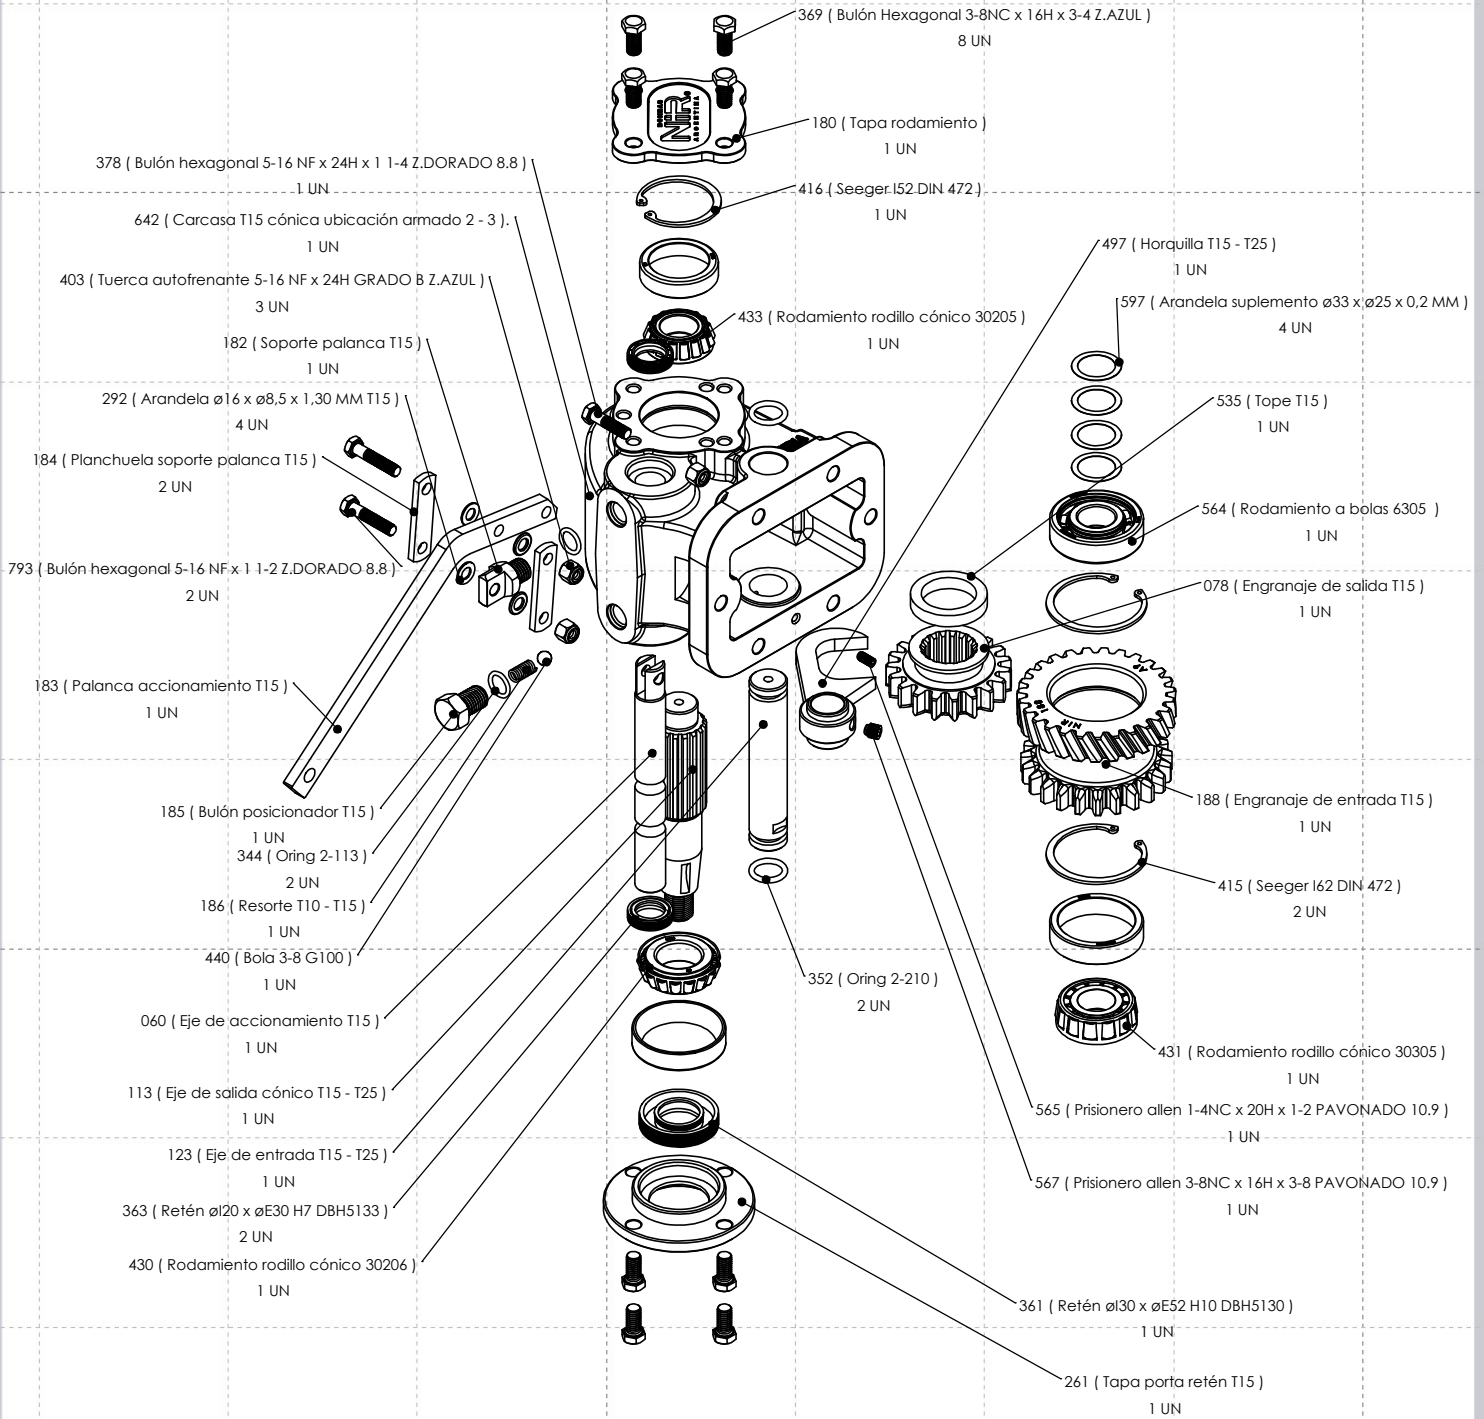 369 ( Bulón Hexagonal 3-8NC x 16H x 3-4 Z.AZUL )
8 UN
NIR
ARGENTINA
180 ( Tapa rodamiento )
1 UN
378 ( Bulón hexagonal 5-16 NF x 24H x 1 1-4 Z.DORADO 8.8 )
1 UN
416 ( Seeger I52 DIN 472 )
1 UN
642 ( Carcasa T15 cónica ubicación armado 2 - 3 ).
1 UN
497 ( Horquilla T15 - T25 )
1 UN
403 ( Tuerca autofrenante 5-16 NF x 24H GRADO B Z.AZUL )
3 UN
597 ( Arandela suplemento ø33 x ø25 x 0,2 MM )
4 UN
433 ( Rodamiento rodillo cónico 30205 )
1 UN
182 ( Soporte palanca T15 )
1 UN
292 ( Arandela ø16 x ø8,5 x 1,30 MM T15 )
4 UN
535 ( Tope T15 )
1 UN
184 ( Planchuela soporte palanca T15 )
2 UN
564 ( Rodamiento a bolas 6305 )
1 UN
793 ( Bulón hexagonal 5-16 NF x 1 1-2 Z.DORADO 8.8 )
2 UN
078 ( Engranaje de salida T15 )
1 UN
183 ( Palanca accionamiento T15 )
1 UN
NIR
188 ( Engranaje de entrada T15 )
1 UN
185 ( Bulón posicionador T15 )
1 UN
344 ( Oring 2-113 )
2 UN
415 ( Seeger I62 DIN 472 )
2 UN
186 ( Resorte T10 - T15 )
1 UN
440 ( Bola 3-8 G100 )
1 UN
352 ( Oring 2-210 )
2 UN
060 ( Eje de accionamiento T15 )
1 UN
431 ( Rodamiento rodillo cónico 30305 )
1 UN
113 ( Eje de salida cónico T15 - T25 )
1 UN
565 ( Prisionero allen 1-4NC x 20H x 1-2 PAVONADO 10.9 )
1 UN
123 ( Eje de entrada T15 - T25 )
1 UN
567 ( Prisionero allen 3-8NC x 16H x 3-8 PAVONADO 10.9 )
1 UN
363 ( Retén øI20 x øE30 H7 DBH5133 )
2 UN
430 ( Rodamiento rodillo cónico 30206 )
1 UN
361 ( Retén øI30 x øE52 H10 DBH5130 )
1 UN
261 ( Tapa porta retén T15 )
1 UN